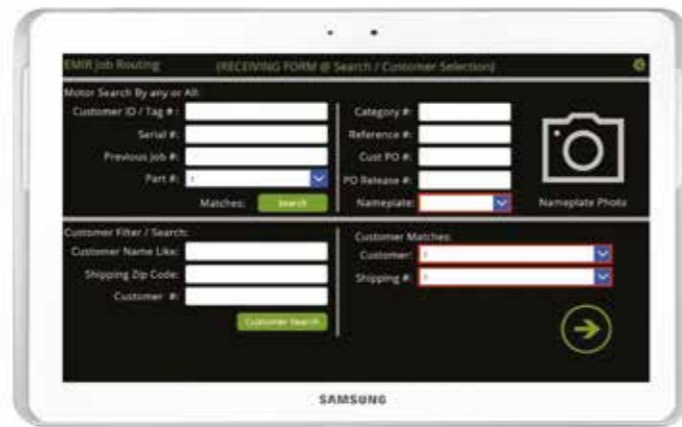 EMIR Job Routing (RECEIVING FORM @ Search / Customer Selection)
Motor Search By any or All:
Customer ID / Tag #:
Serial #:
Previous Job #:
Part #:
Matches: Search
Category #:
Reference #:
Cust PO #:
PO Release #:
Nameplate:
Nameplate Photo
Customer Filter / Search:
Customer Name Like:
Shipping Zip Code:
Customer #:
Customer Search
Customer Matches:
Customer:
Shipping #:
SAMSUNG